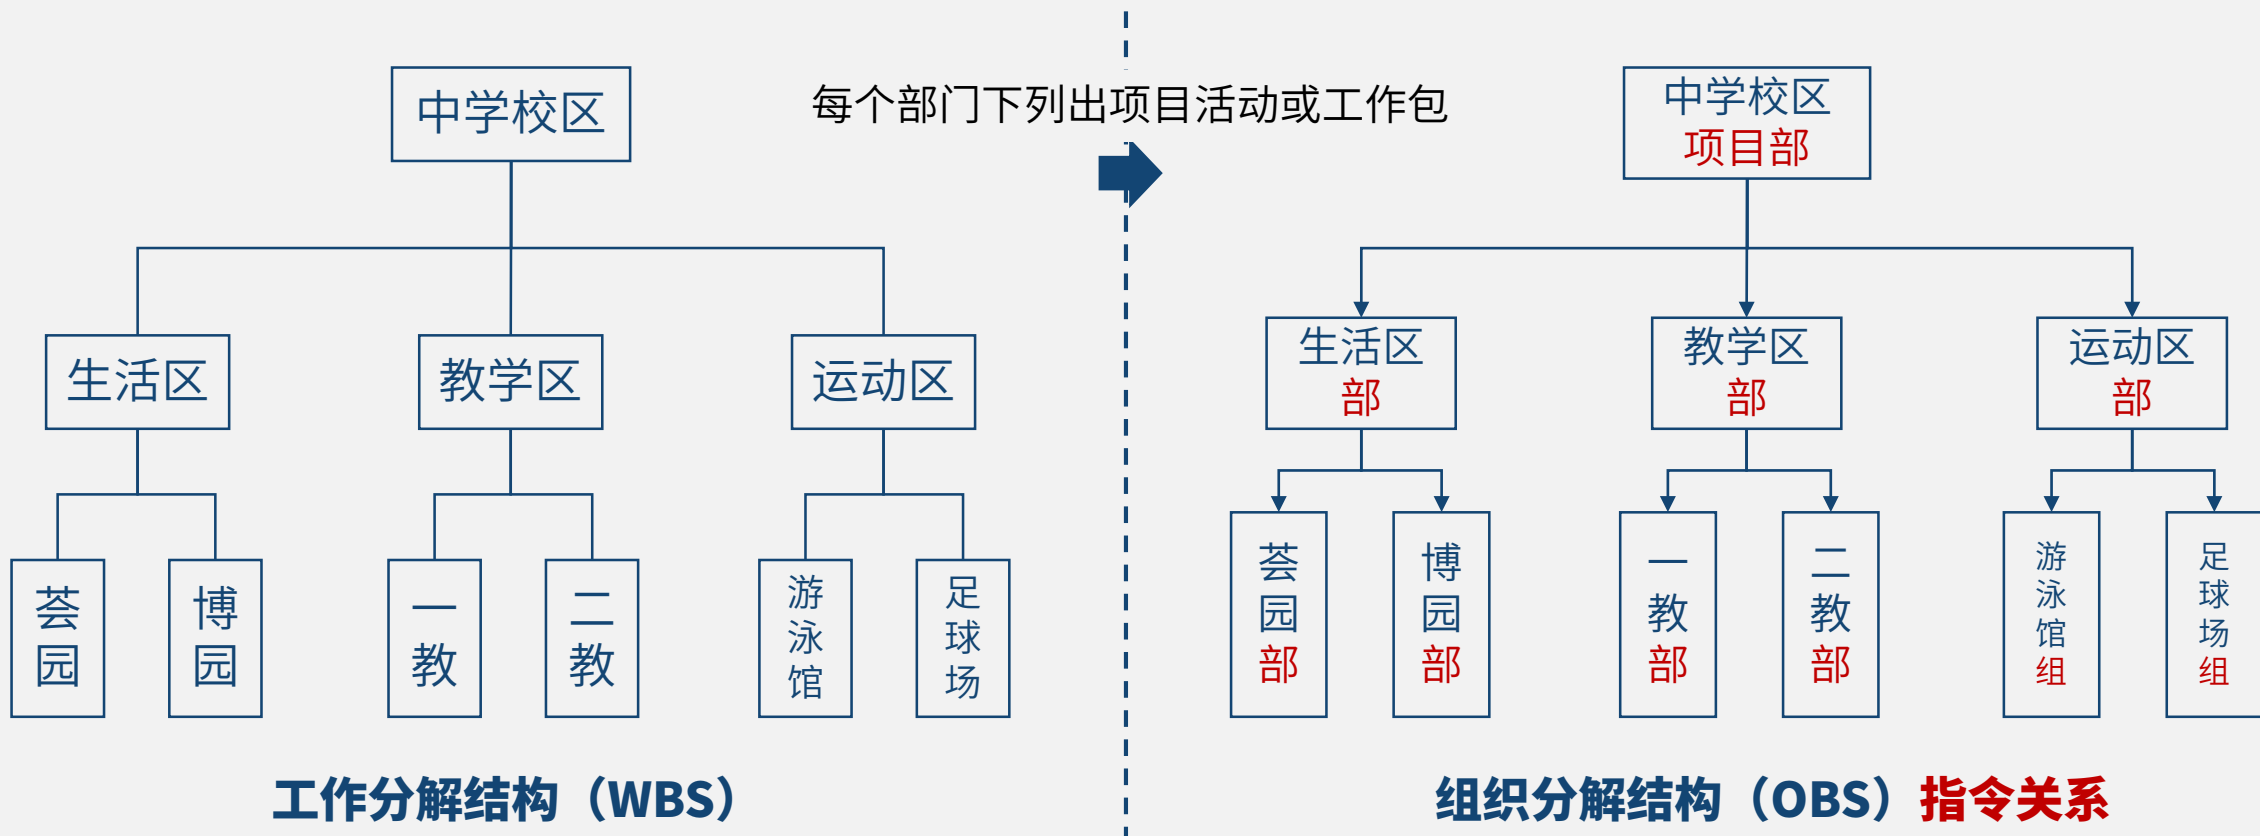 每个部门下列出项目活动或工作包
中学校区
生活区
教学区
运动区
荟园
博园
一教
二教
游泳馆
足球场
工作分解结构（WBS）
中学校区
项目部
生活区
部
教学区
部
运动区
部
荟园部
博园部
一教部
二教部
游泳馆组
足球场组
组织分解结构（OBS）指令关系